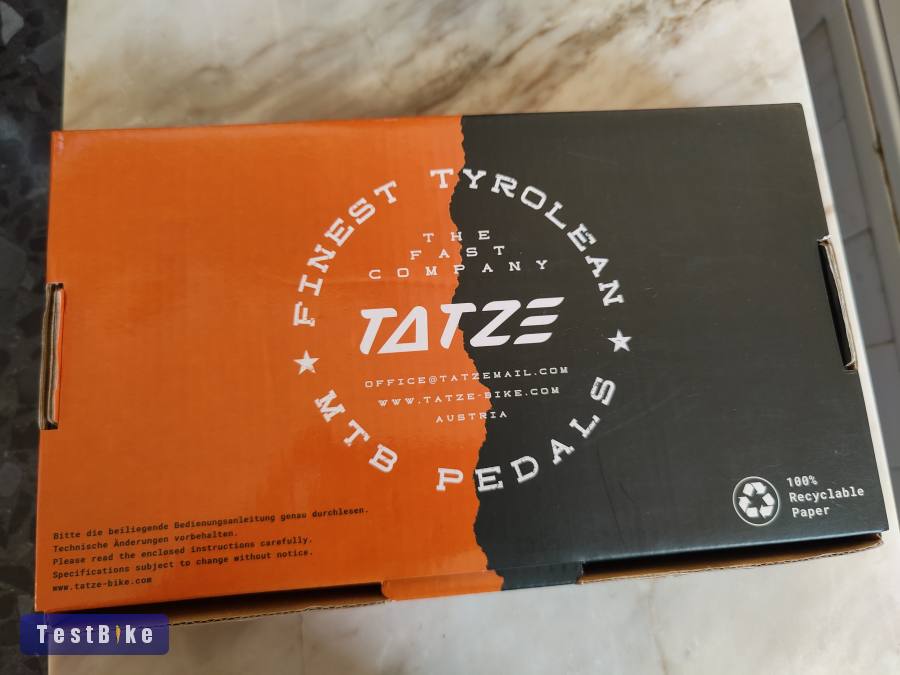 FINEST TYROLEAN
THE
FAST
COMPANY
TATZE
OFFICE@TATZEMAIL.COM
WWW.TATZE-BIKE.COM
AUSTRIA
MTB PEDALS
Bitte die beiliegende Bedienungsanleitung genau durchlesen.
Technische Änderungen vorbehalten.
Please read the enclosed instructions carefully.
Specifications subject to change without notice.
www.tatze-bike.com
100%
Recyclable
Paper
TestBike